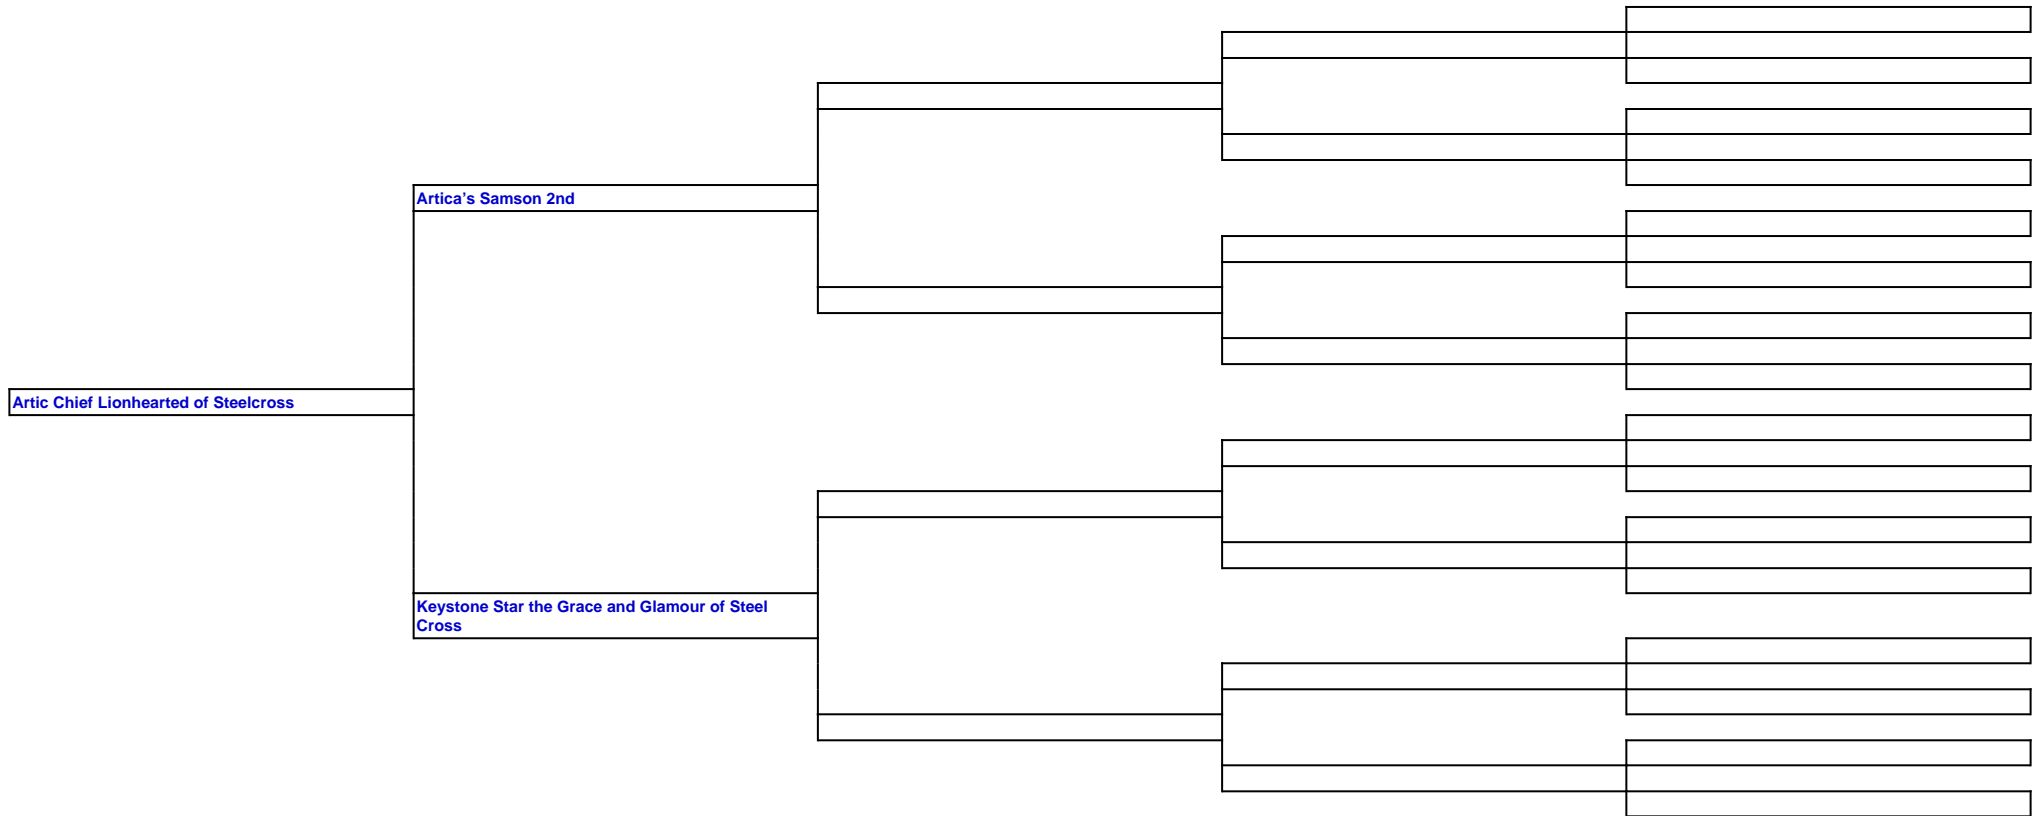 Artica’s Samson 2nd
Artic Chief Lionhearted of Steelcross
Keystone Star the Grace and Glamour of Steel
Cross